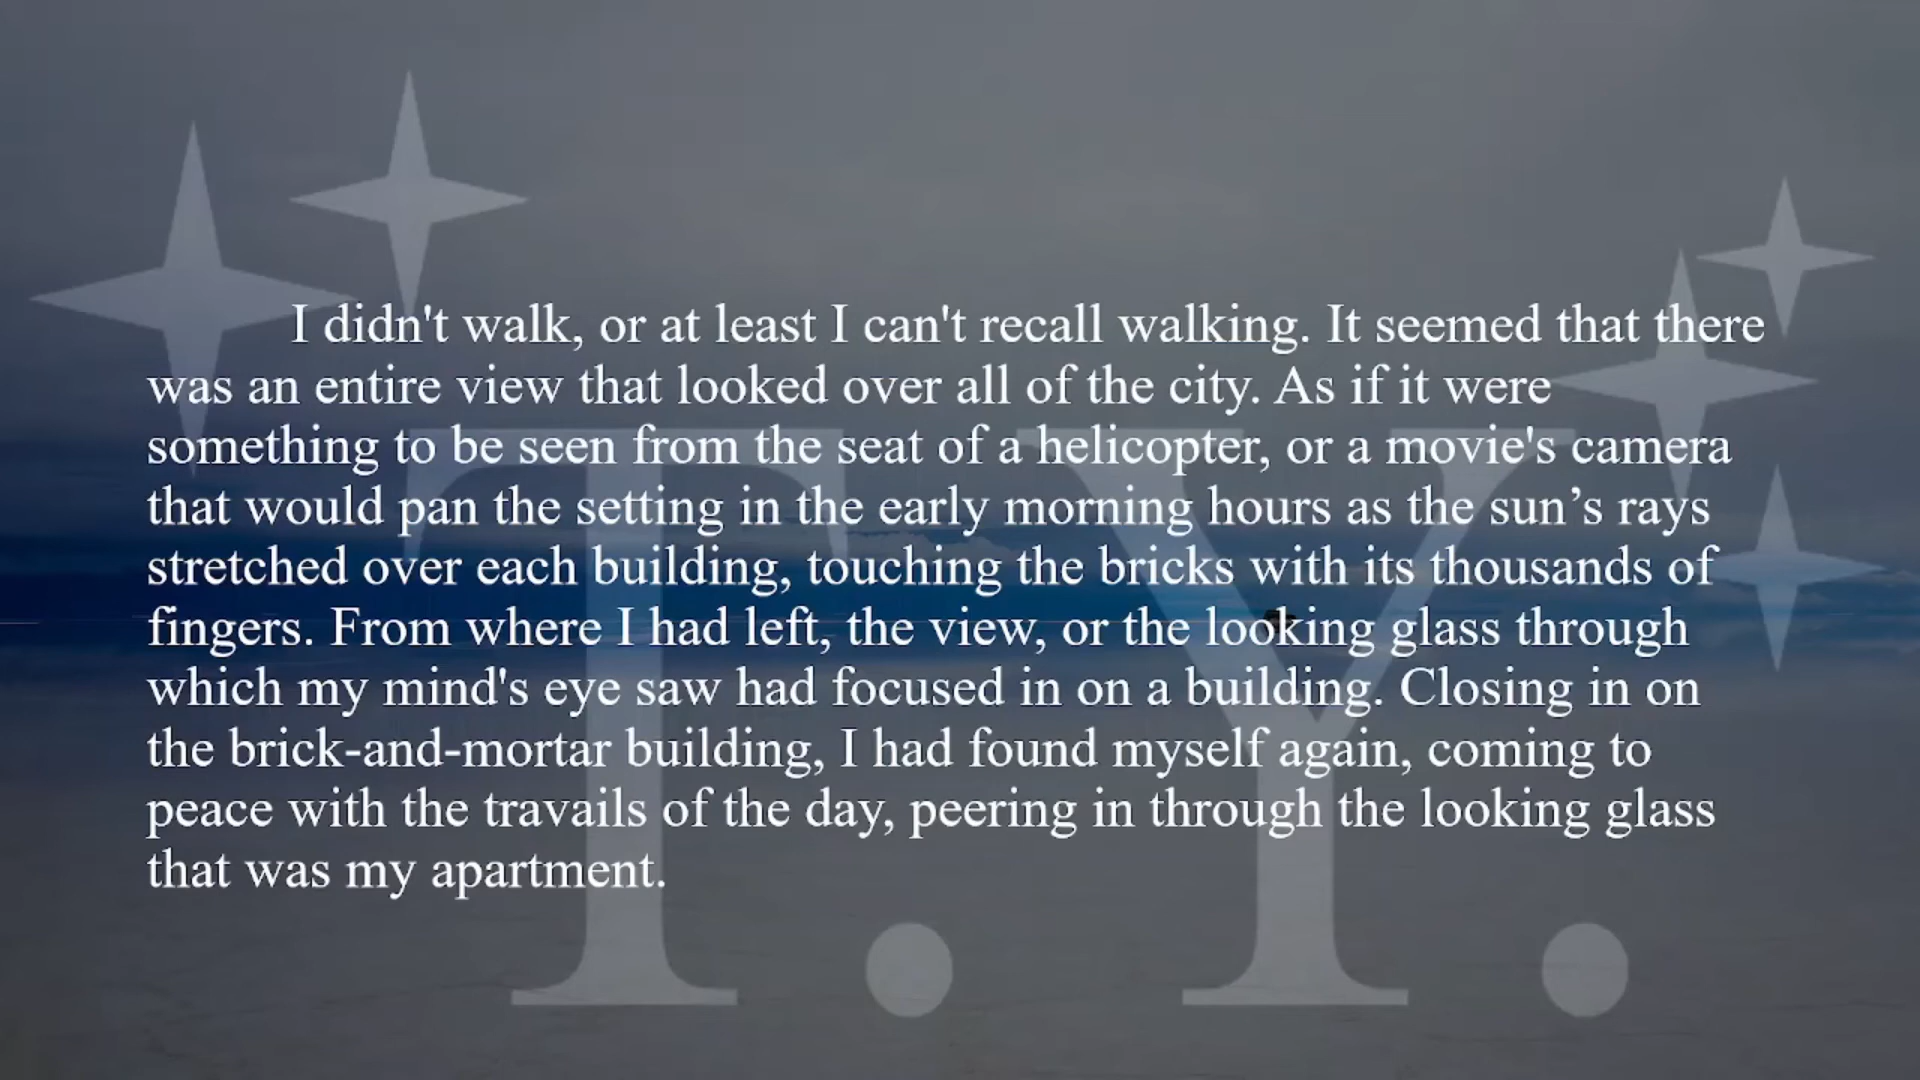 I didn't walk, or at least I can't recall walking. It seemed that there
was an entire view that looked over all of the city. As if it were
something to be seen from the seat of a helicopter, or a movie's camera
that would pan the setting in the early morning hours as the sun’s rays
stretched over each building, touching the bricks with its thousands of
fingers. From where I had left, the view, or the looking glass through
which my mind's eye saw had focused in on a building. Closing in on
the brick-and-mortar building, I had found myself again, coming to
peace with the travails of the day, peering in through the looking glass
that was my apartment.
T.Y.